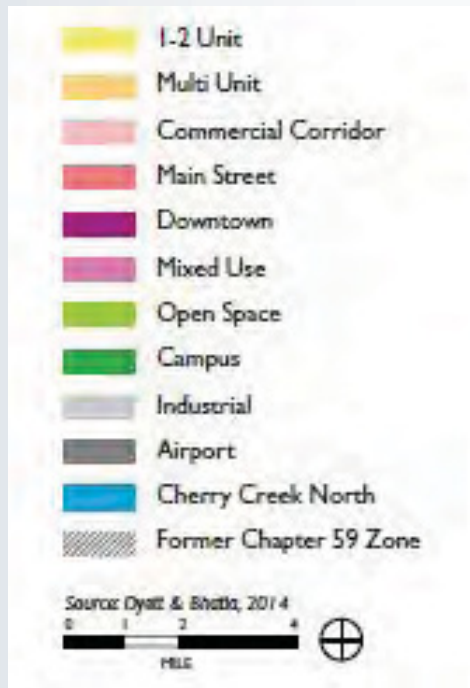 1-2 Unit
Multi Unit
Commercial Corridor
Main Street
Downtown
Mixed Use
Open Space
Campus
Industrial
Airport
Cherry Creek North
Former Chapter 59 Zone
Source: Dyett & Bhatia, 2014
0 1 2 4
MILE